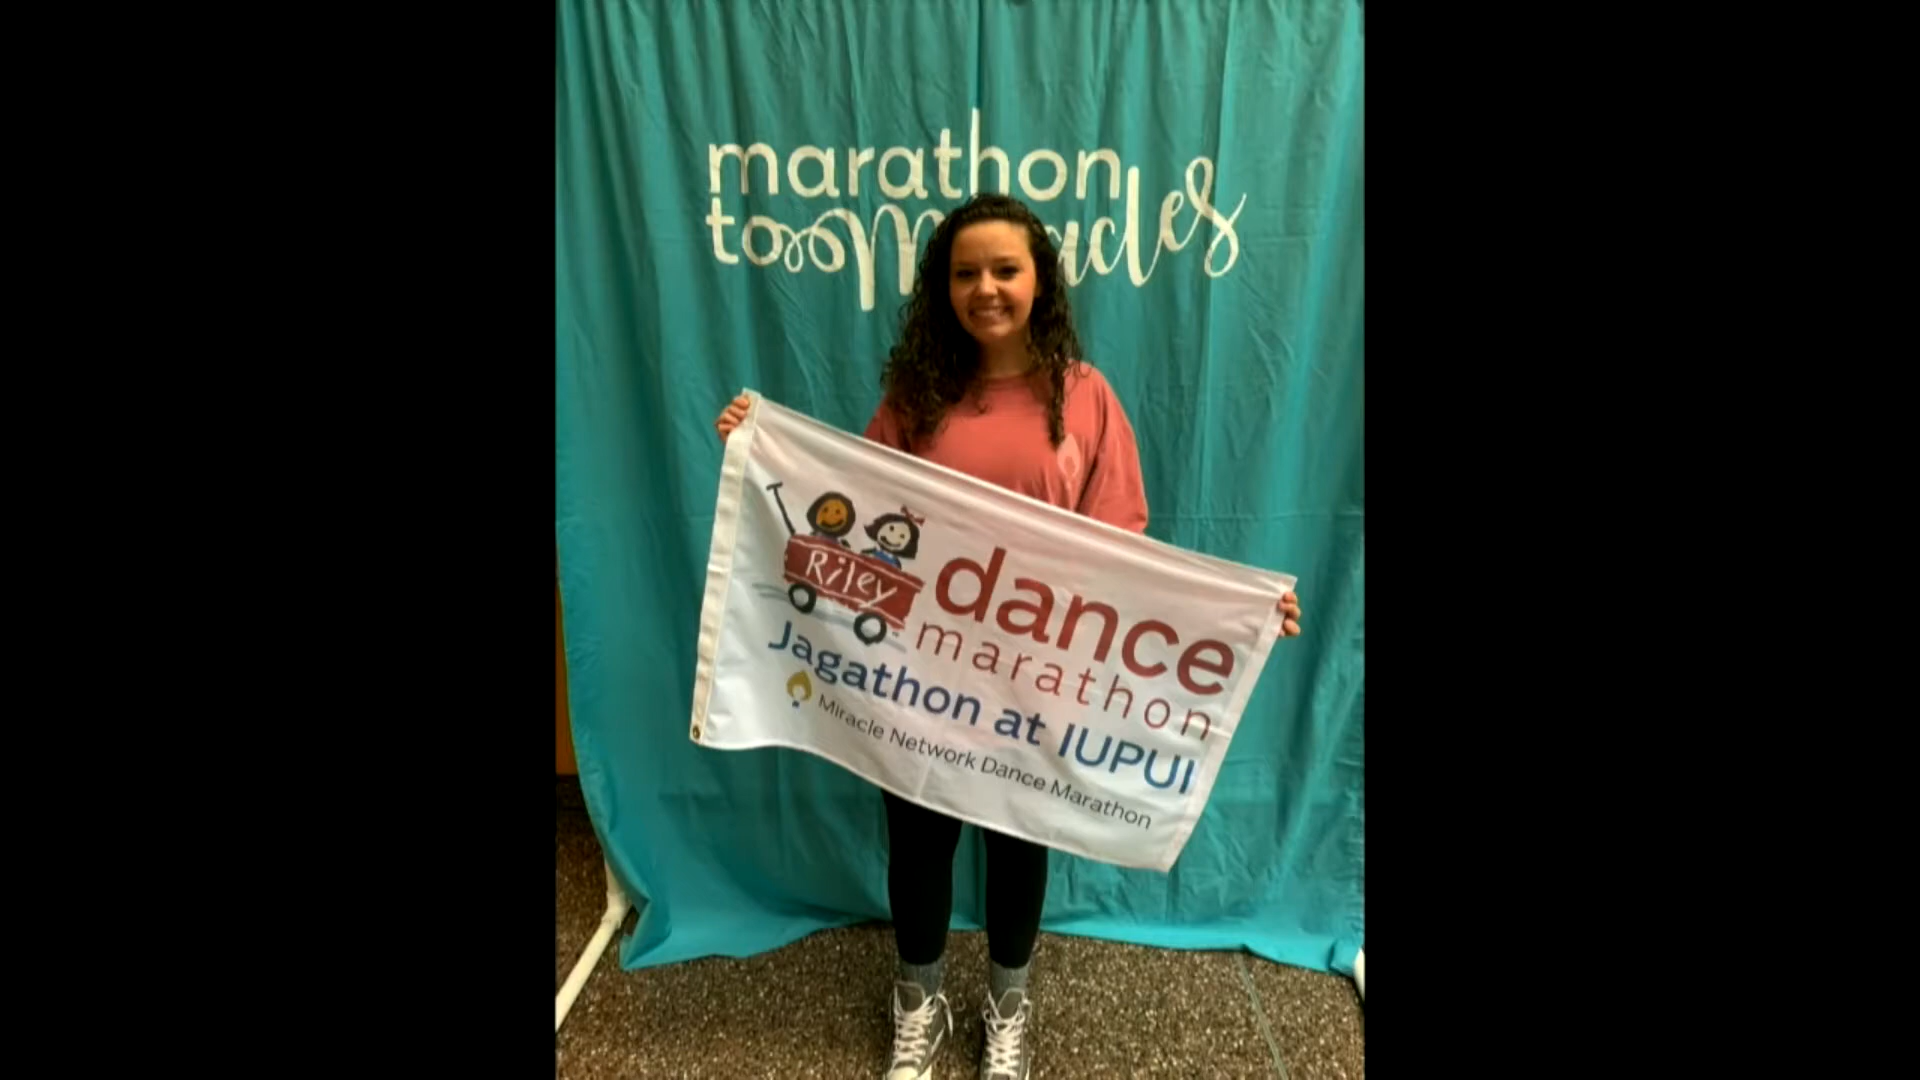 marathon
to Miracles
Riley
dance
marathon
Jagathon at IUPUI
Miracle Network Dance Marathon